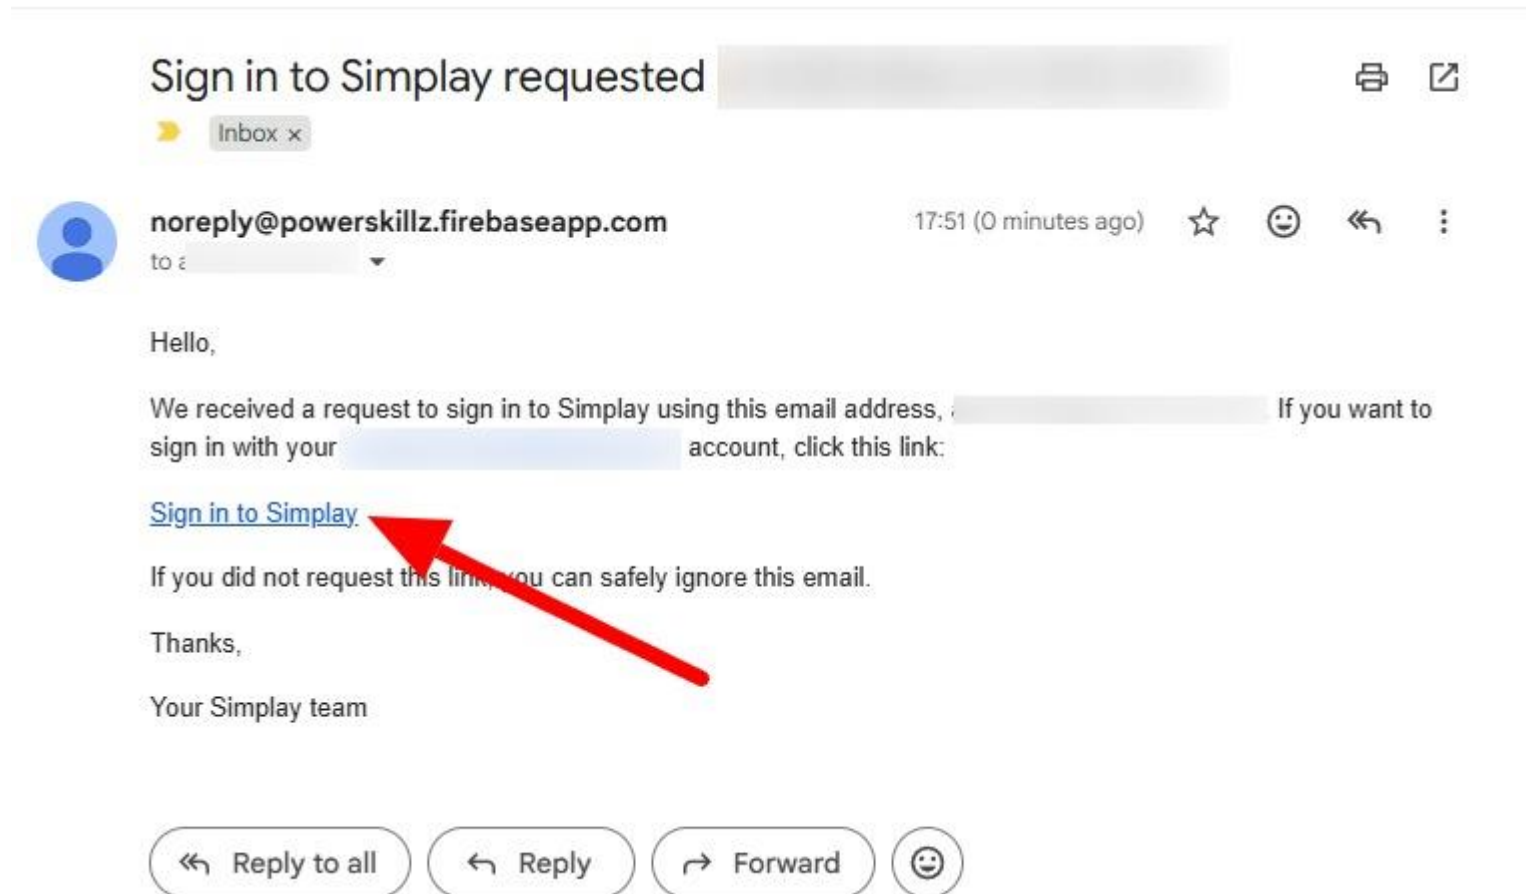 Sign in to Simplay requested
Inbox ×
noreply@powerskillz.firebaseapp.com 17:51 (0 minutes ago)
to
Hello,
We received a request to sign in to Simplay using this email address, . If you want to
sign in with your account, click this link:
Sign in to Simplay
If you did not request this link, you can safely ignore this email.
Thanks,
Your Simplay team
Reply to all Reply Forward